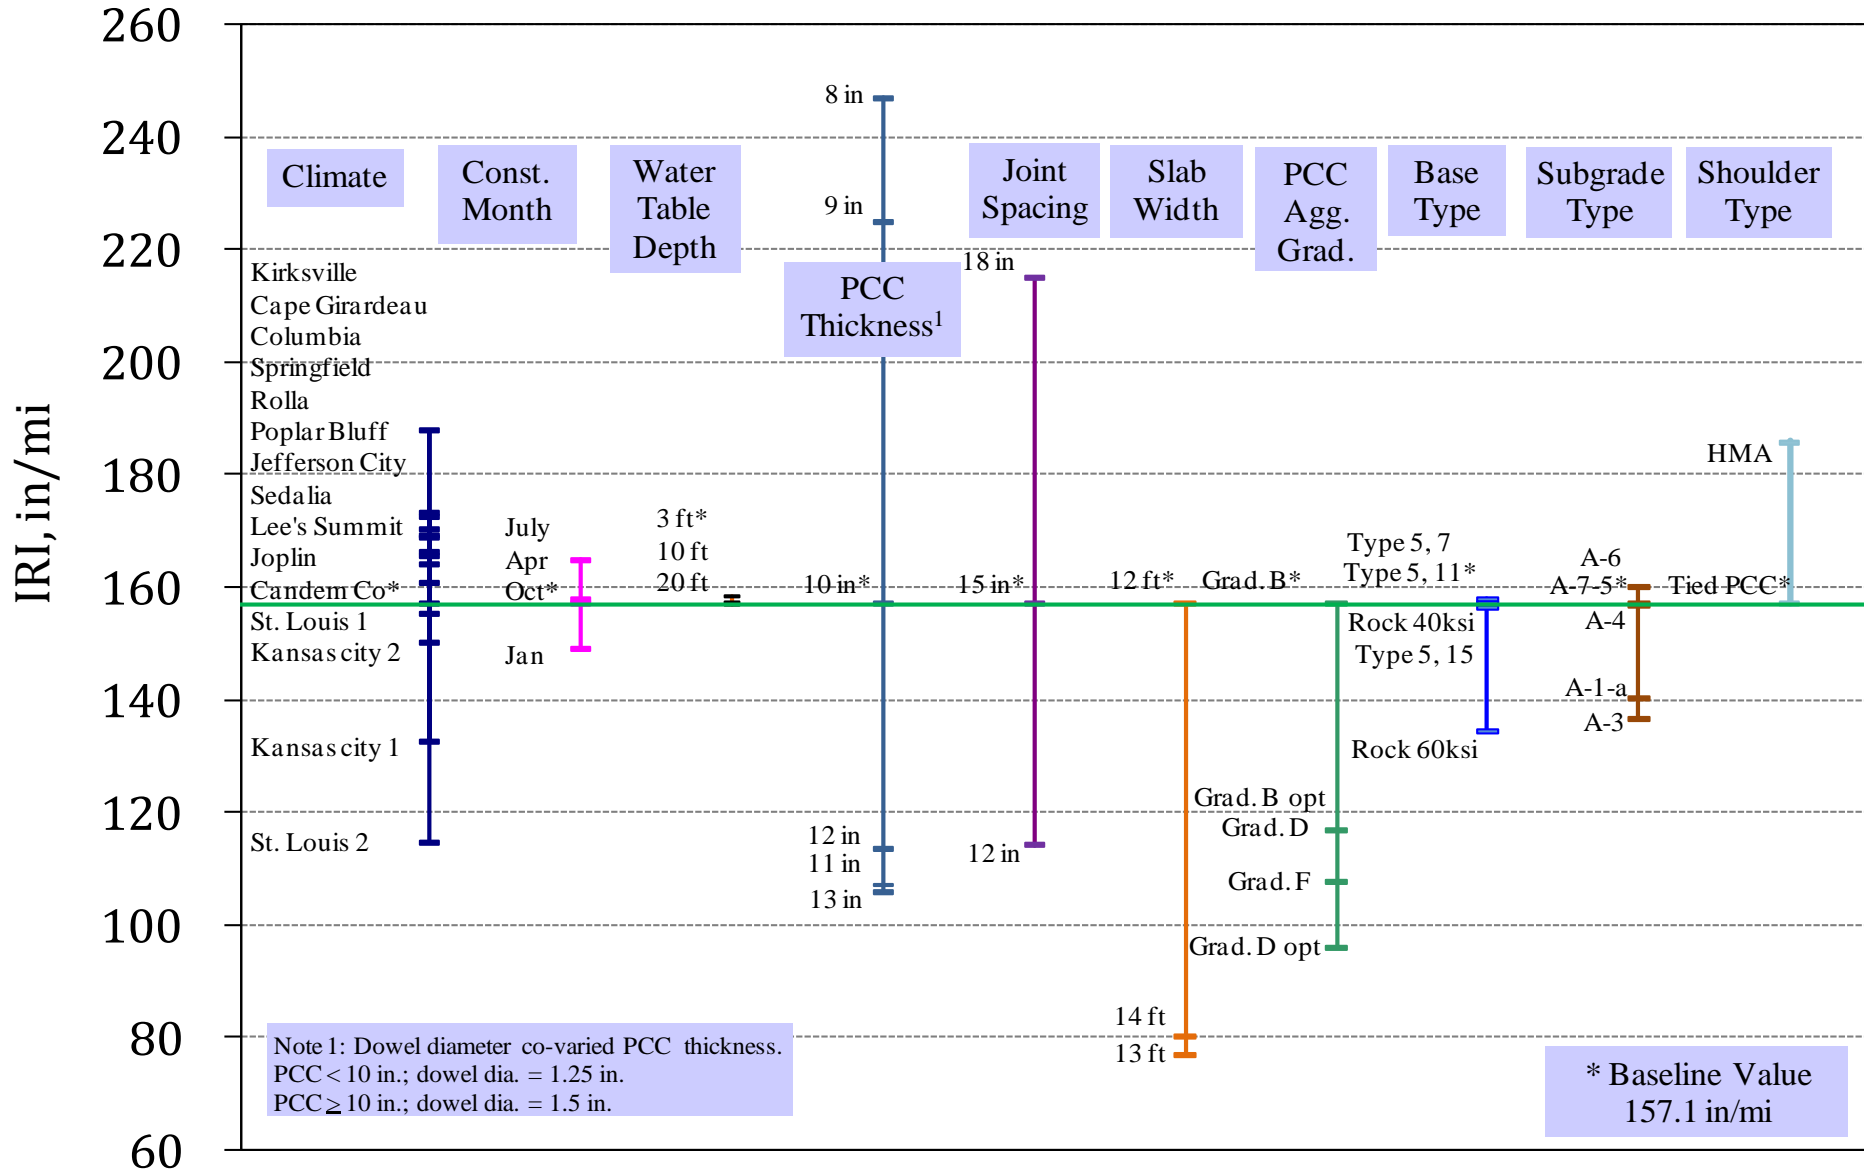 IRI, in/mi
260
240
220
200
180
160
140
120
100
80
60
Climate
Kirksville
Cape Girardeau
Columbia
Springfield
Rolla
Poplar Bluff
Jefferson City
Sedalia
Lee's Summit
Joplin
Candem Co*
St. Louis 1
Kansas city 2
Kansas city 1
St. Louis 2
Const.
Month
July
Apr
Oct*
Jan
Water
Table
Depth
3 ft*
10 ft
20 ft
PCC
Thickness¹
8 in
9 in
10 in*
12 in
11 in
13 in
Joint
Spacing
18 in
15 in*
12 in
Slab
Width
12 ft*
14 ft
13 ft
PCC
Agg.
Grad.
Grad. B*
Grad. B opt
Grad. D
Grad. F
Grad. D opt
Base
Type
Type 5, 7
Type 5, 11*
Rock 40ksi
Type 5, 15
Rock 60ksi
Subgrade
Type
A-6
A-7-5*
A-4
A-1-a
A-3
Shoulder
Type
HMA
Tied PCC*
Note 1: Dowel diameter co-varied PCC thickness.
PCC < 10 in.; dowel dia. = 1.25 in.
PCC ≥ 10 in.; dowel dia. = 1.5 in.
* Baseline Value
157.1 in/mi